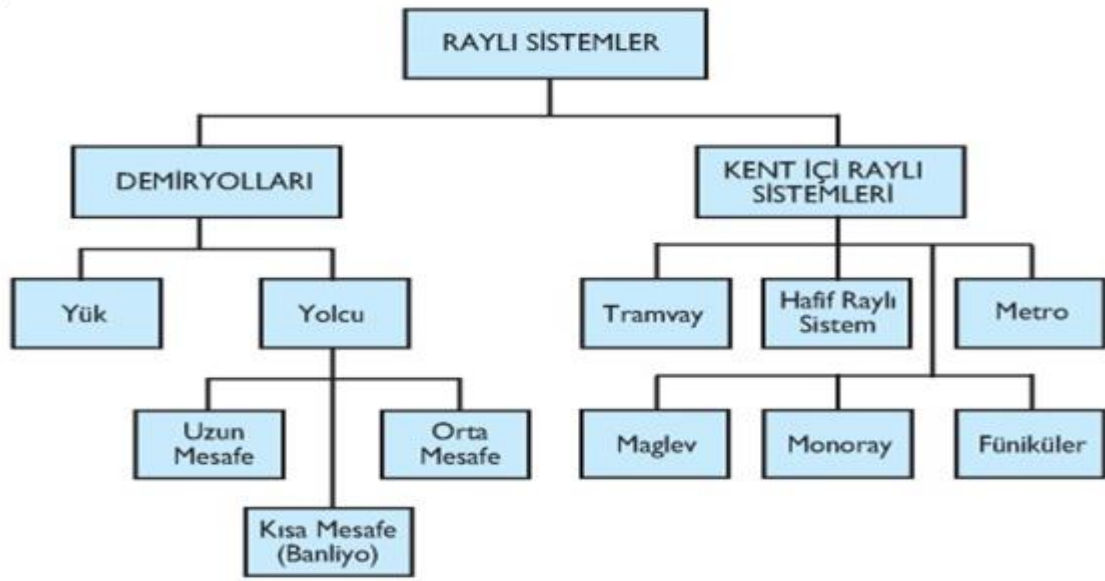 RAYLI SİSTEMLER
DEMİRYOLLARI
KENT İÇİ RAYLI
SİSTEMLERİ
Yük
Yolcu
Tramvay
Hafif Raylı
Sistem
Metro
Uzun
Mesafe
Orta
Mesafe
Maglev
Monoray
Füniküler
Kısa Mesafe
(Banliyo)